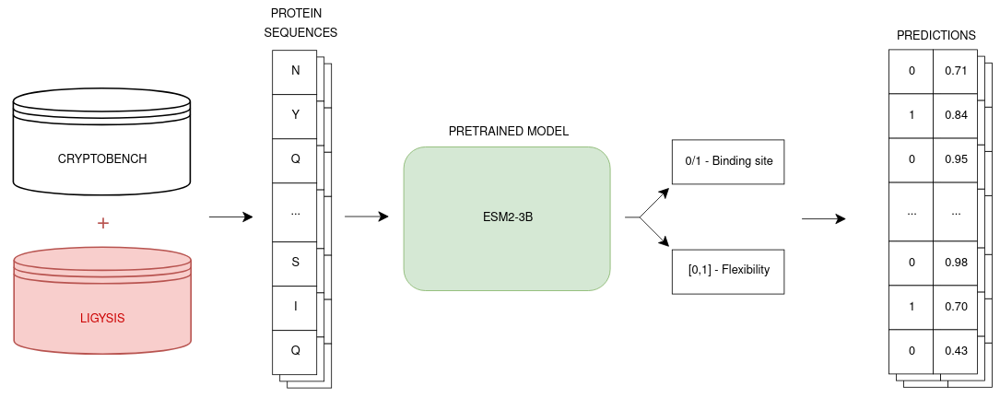 PROTEIN
SEQUENCES
N
Y
Q
...
S
I
Q
CRYPTOBENCH
+
LIGYSIS
PRETRAINED MODEL
ESM2-3B
0/1 - Binding site
[0,1] - Flexibility
PREDICTIONS
0 0.71
1 0.84
0 0.95
... ...
0 0.98
1 0.70
0 0.43